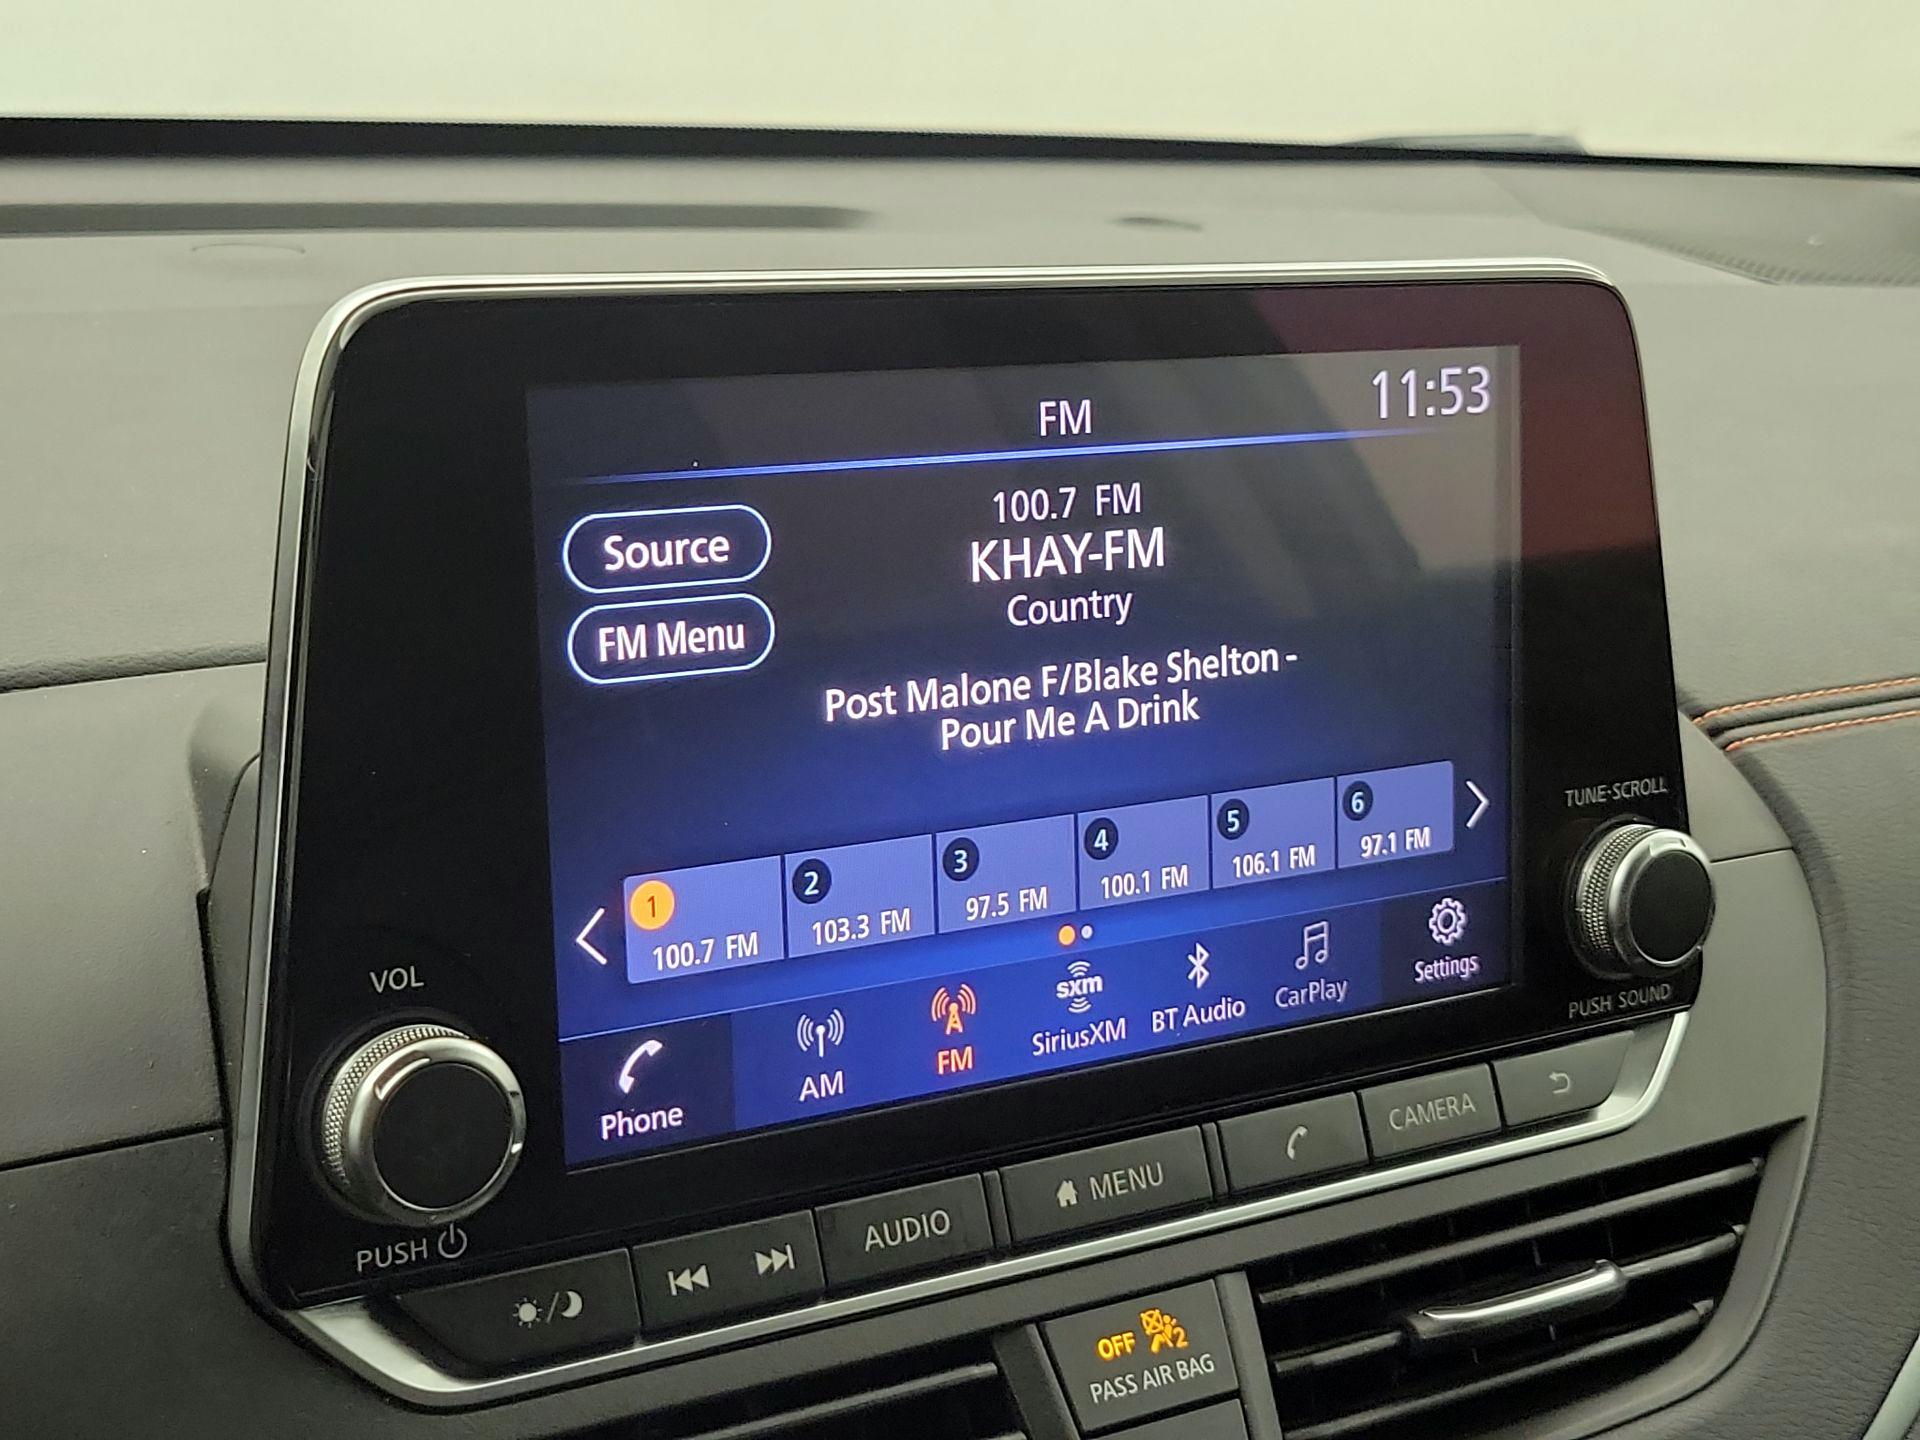 FM
11:53
Source
FM Menu
100.7 FM
KHAY-FM
Country
Post Malone F/Blake Shelton -
Pour Me A Drink
1
100.7 FM
2
103.3 FM
3
97.5 FM
4
100.1 FM
5
106.1 FM
6
97.1 FM
Phone
AM
FM
sxm
SiriusXM
BT Audio
CarPlay
Settings
VOL
PUSH
TUNE·SCROLL
PUSH SOUND
AUDIO
MENU
CAMERA
OFF 2
PASS AIR BAG